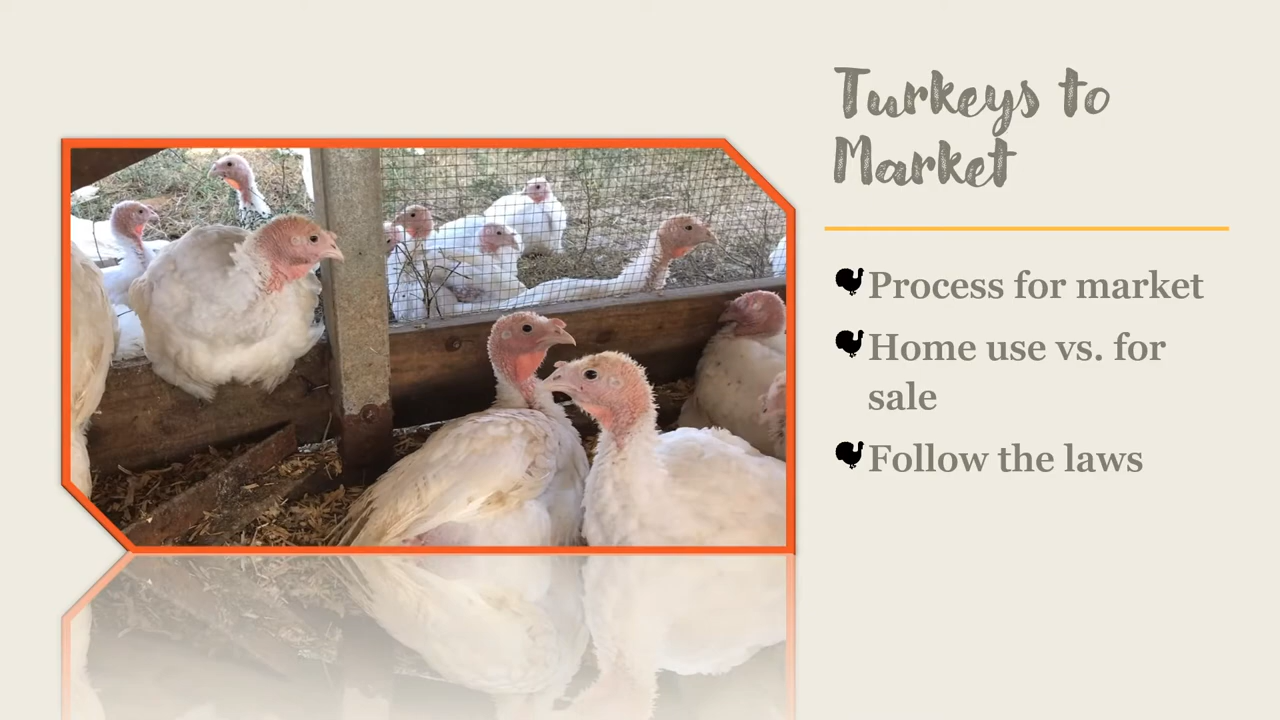 Turkeys to
Market
Process for market
Home use vs. for
sale
Follow the laws